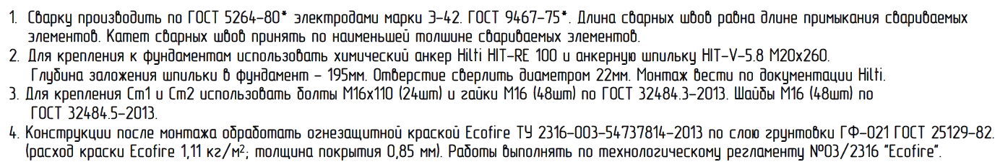 1. Сварку производить по ГОСТ 5264-80* электродами марки Э-42. ГОСТ 9467-75*. Длина сварных швов равна длине примыкания свариваемых
элементов. Катет сварных швов принять по наименьшей толшине свариваемых элементов.
2. Для крепления к фундаментам использовать химический анкер Hilti HIT-RE 100 и анкерную шпильку HIT-V-5.8 М20х260.
Глубина заложения шпильки в фундамент - 195мм. Отверстие сверлить диаметром 22мм. Монтаж вести по документации Hilti.
3. Для крепления Ст1 и Ст2 использовать болты М16х110 (24шт) и гайки М16 (48шт) по ГОСТ 32484.3-2013. Шайбы М16 (48шт) по
ГОСТ 32484.5-2013.
4. Конструкции после монтажа обработать огнезащитной краской Ecofire ТУ 2316-003-54737814-2013 по слою грунтовки ГФ-021 ГОСТ 25129-82.
(расход краски Ecofire 1,11 кг/м²; толщина покрытия 0,85 мм). Работы выполнять по технологическому регламенту №03/2316 "Ecofire".